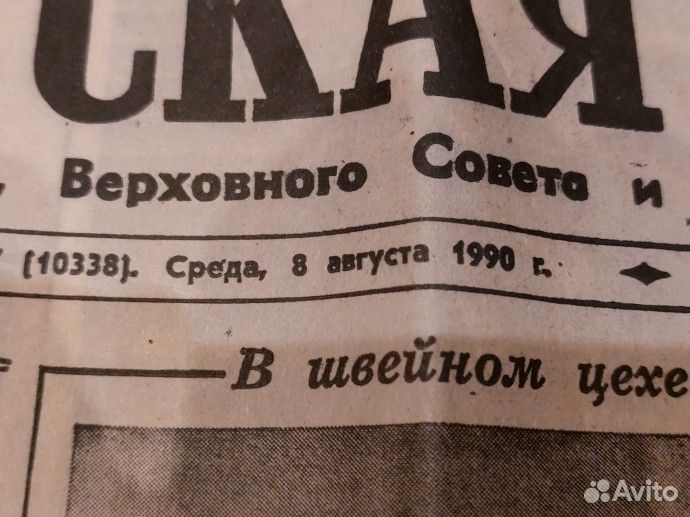 СКАЯ
Верховного Совета и
(10338). Среда, 8 августа 1990 г.
В швейном цехе
Avito